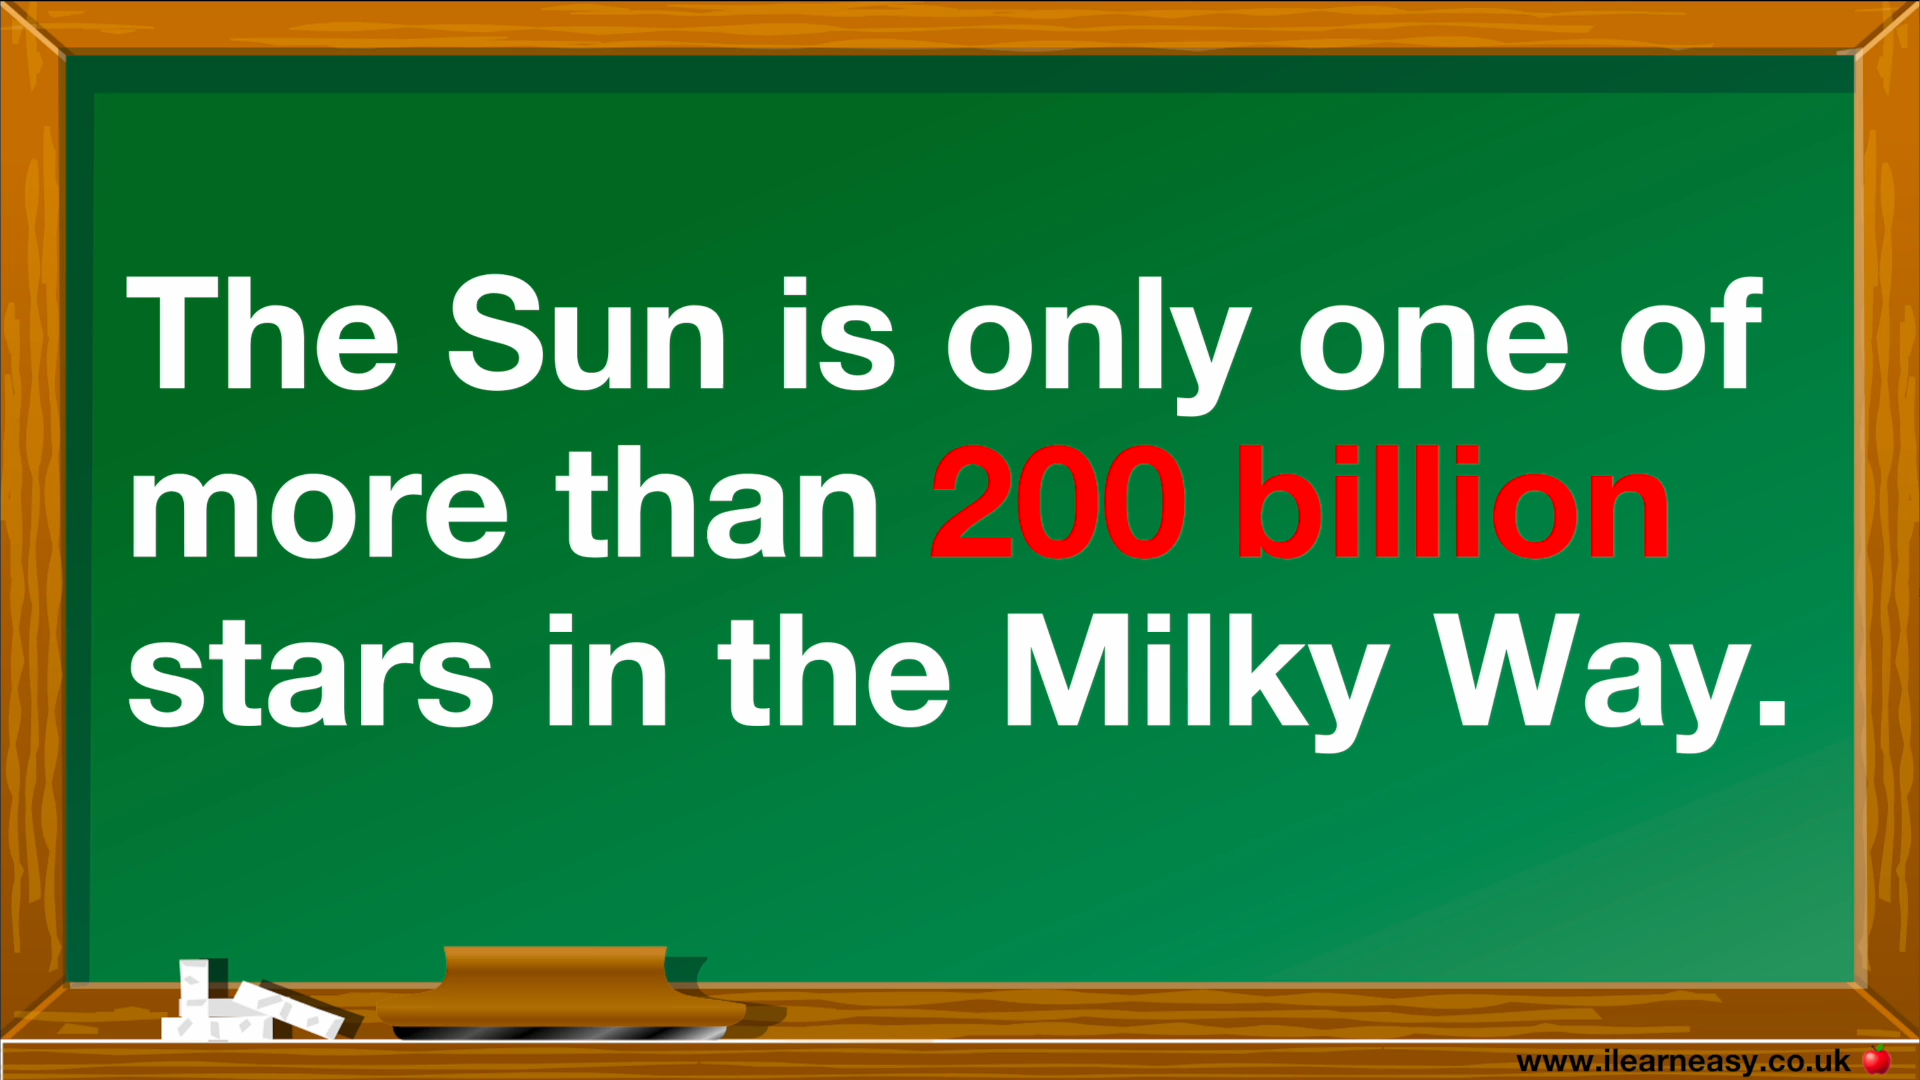 The Sun is only one of
more than 200 billion
stars in the Milky Way.
www.ilearneasy.co.uk